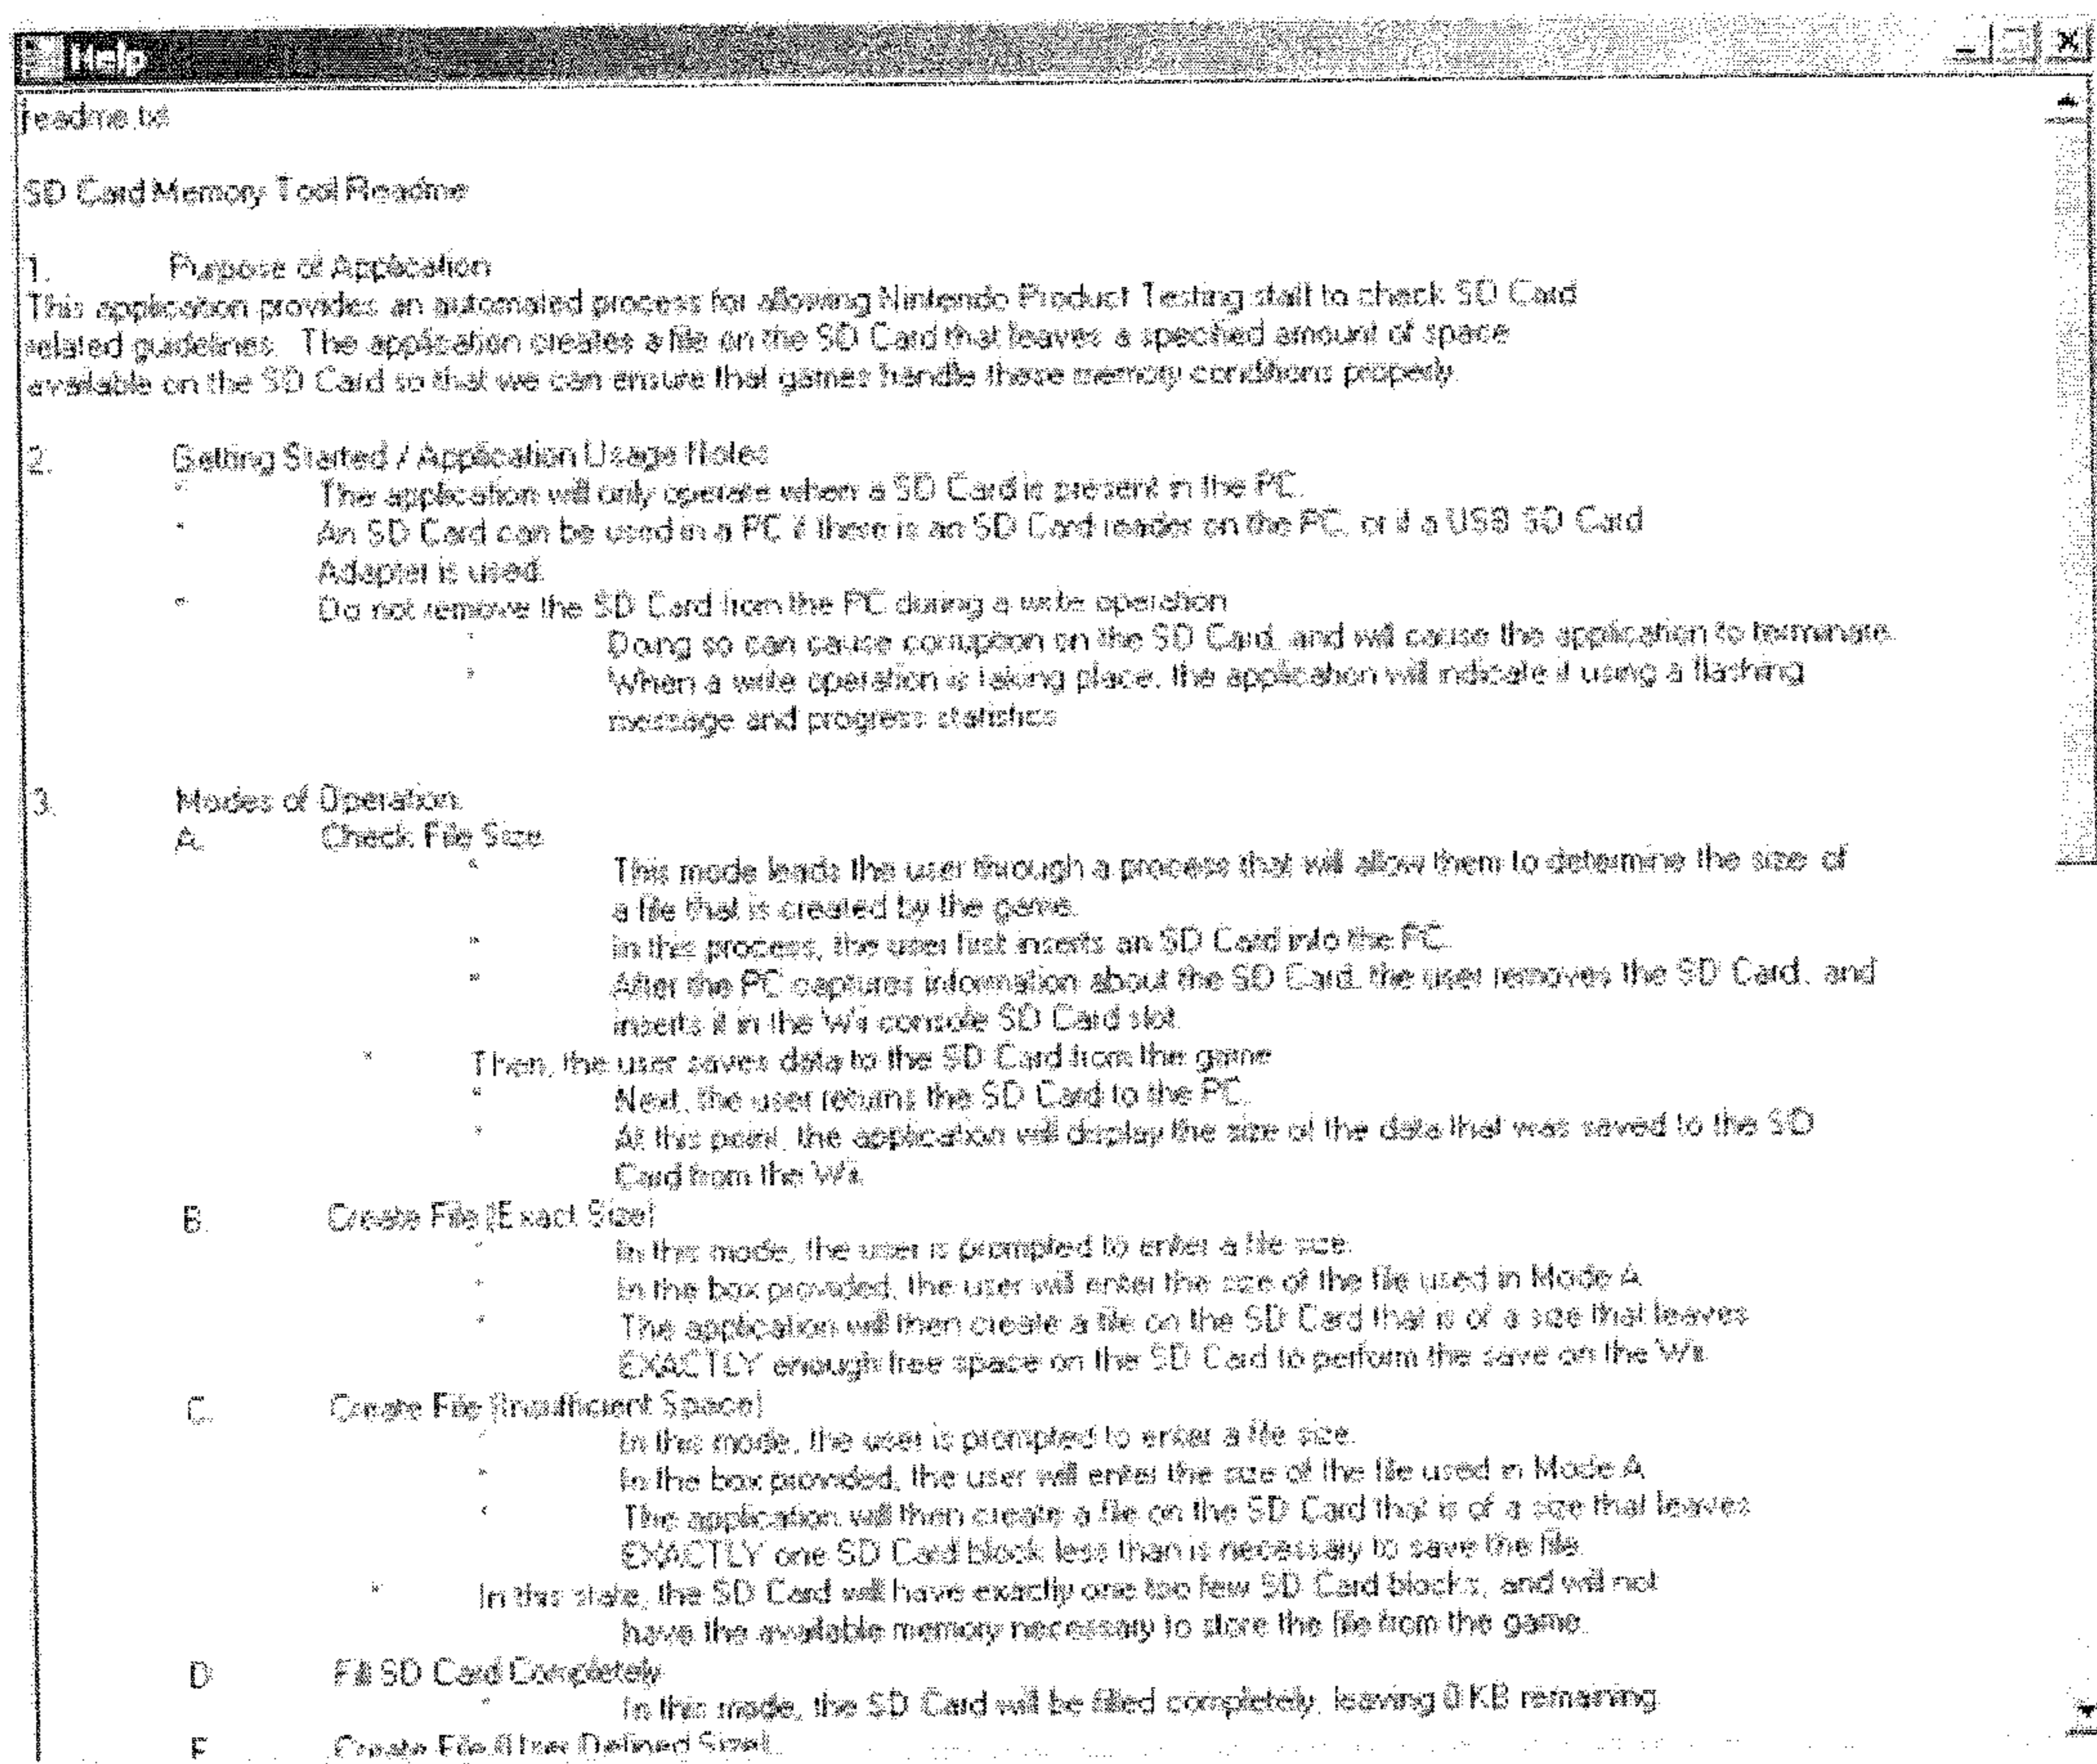 Help
readme.txt
SD Card Memory Tool Readme
1. Purpose of Application
This application provides an automated process for allowing Nintendo Product Testing staff to check SD Card
related guidelines. The application creates a file on the SD Card that leaves a specified amount of space
available on the SD Card so that we can ensure that games handle these memory conditions properly.
2. Getting Started / Application Usage Notes
* The application will only operate when a SD Card is present in the PC.
* An SD Card can be used in a PC if there is an SD Card reader on the PC, or if a USB SD Card
Adapter is used.
* Do not remove the SD Card from the PC during a write operation
* Doing so can cause corruption on the SD Card, and will cause the application to terminate.
* When a write operation is taking place, the application will indicate it using a flashing
message and progress statistics
3. Modes of Operation.
A. Check File Size
* This mode leads the user through a process that will allow them to determine the size of
a file that is created by the game.
* In this process, the user first inserts an SD Card into the PC.
* After the PC captures information about the SD Card, the user removes the SD Card, and
inserts it in the Wii console SD Card slot.
* Then, the user saves data to the SD Card from the game
* Next, the user returns the SD Card to the PC.
* At this point, the application will display the size of the data that was saved to the SD
Card from the Wii.
B. Create File [Exact Size]
* In this mode, the user is prompted to enter a file size.
* In the box provided, the user will enter the size of the file used in Mode A.
* The application will then create a file on the SD Card that is of a size that leaves
EXACTLY enough free space on the SD Card to perform the save on the Wii.
C. Create File [Insufficient Space]
* In this mode, the user is prompted to enter a file size.
* In the box provided, the user will enter the size of the file used in Mode A
* The application will then create a file on the SD Card that is of a size that leaves
EXACTLY one SD Card block less than is necessary to save the file.
* In this state, the SD Card will have exactly one too few SD Card blocks, and will not
have the available memory necessary to store the file from the game.
D. Fill SD Card Completely
* In this mode, the SD Card will be filled completely, leaving 0 KB remaining
E. Create File [User Defined Size]